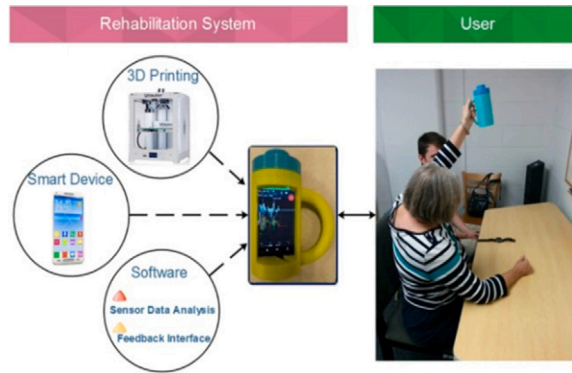 Rehabilitation System
User
3D Printing
Smart Device
Software
Sensor Data Analysis
Feedback Interface